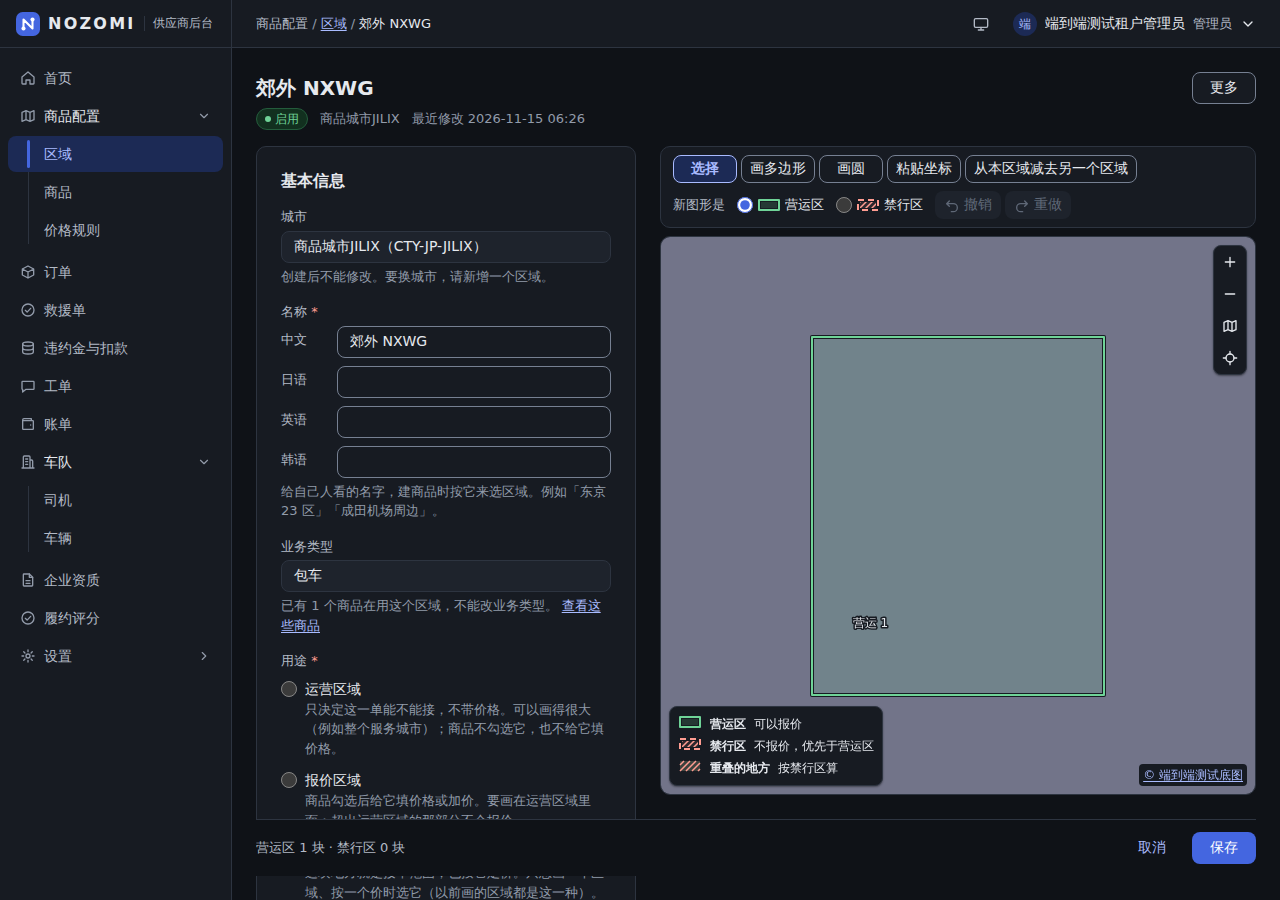 NOZOMI 供应商后台
商品配置 / 区域 / 郊外 NXWG
端 端到端测试租户管理员 管理员
首页
商品配置
区域
商品
价格规则
订单
救援单
违约金与扣款
工单
账单
车队
司机
车辆
企业资质
履约评分
设置
郊外 NXWG
更多
启用 商品城市JILIX 最近修改 2026-11-15 06:26
基本信息
城市
商品城市JILIX（CTY-JP-JILIX）
创建后不能修改。要换城市，请新增一个区域。
名称 *
中文 郊外 NXWG
日语
英语
韩语
给自己人看的名字，建商品时按它来选区域。例如「东京
23 区」「成田机场周边」。
业务类型
包车
已有 1 个商品在用这个区域，不能改业务类型。 查看这
些商品
用途 *
运营区域
只决定这一单能不能接，不带价格。可以画得很大
（例如整个服务城市）；商品不勾选它，也不给它填
价格。
报价区域
商品勾选后给它填价格或加价。要画在运营区域里
域、按一个价时选它（以前画的区域都是这一种）。
选择 画多边形 画圆 粘贴坐标 从本区域减去另一个区域
新图形是 营运区 禁行区 撤销 重做
营运 1
营运区 可以报价
禁行区 不报价，优先于营运区
重叠的地方 按禁行区算
© 端到端测试底图
营运区 1 块 · 禁行区 0 块
取消 保存